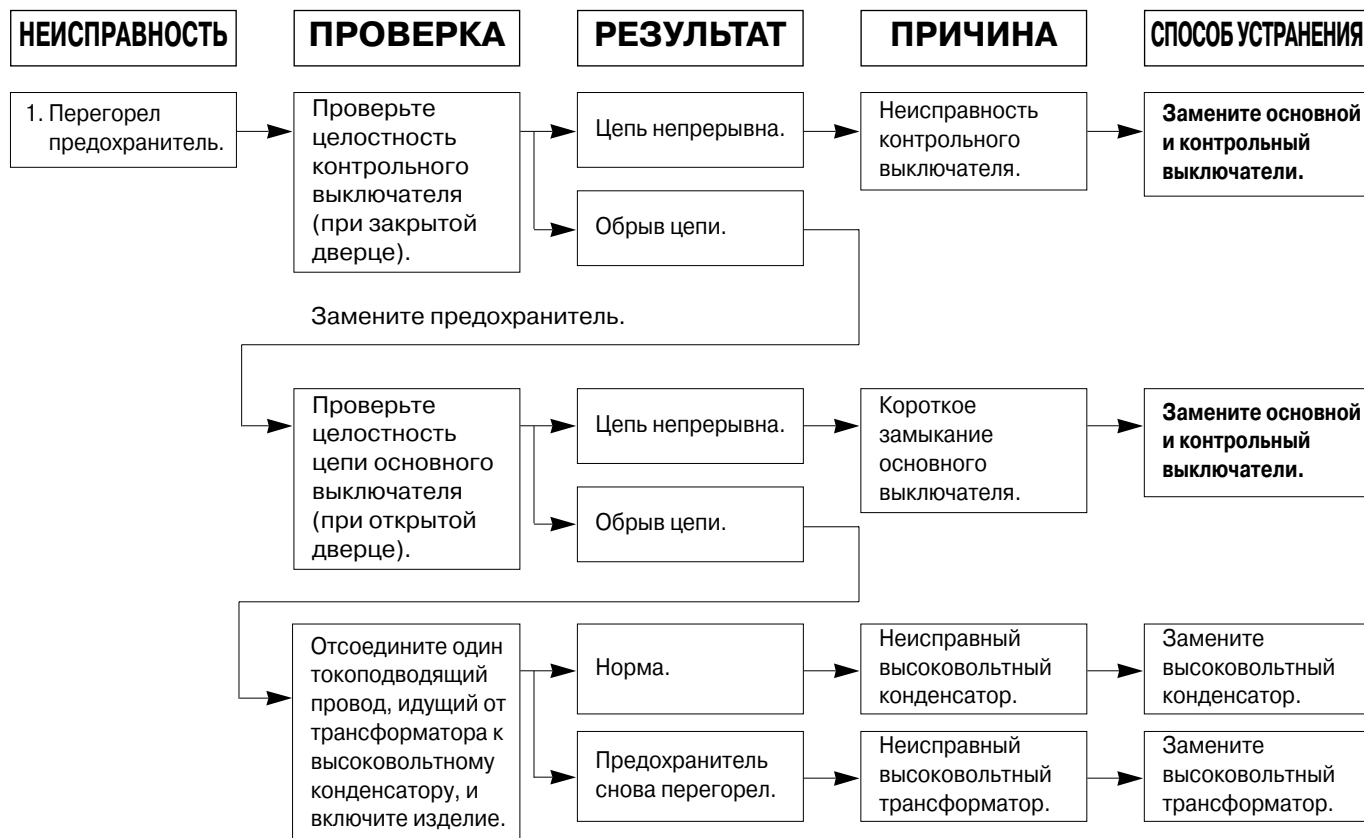 НЕИСПРАВНОСТЬ
ПРОВЕРКА
РЕЗУЛЬТАТ
ПРИЧИНА
СПОСОБ УСТРАНЕНИЯ
1. Перегорел
предохранитель.
Проверьте
целостность
контрольного
выключателя
(при закрытой
дверце).
Цепь непрерывна.
Неисправность
контрольного
выключателя.
Замените основной
и контрольный
выключатели.
Обрыв цепи.
Замените предохранитель.
Проверьте
целостность
цепи основного
выключателя
(при открытой
дверце).
Цепь непрерывна.
Короткое
замыкание
основного
выключателя.
Замените основной
и контрольный
выключатели.
Обрыв цепи.
Отсоедините один
токоподводящий
провод, идущий от
трансформатора к
высоковольтному
конденсатору, и
включите изделие.
Норма.
Неисправный
высоковольтный
конденсатор.
Замените
высоковольтный
конденсатор.
Предохранитель
снова перегорел.
Неисправный
высоковольтный
трансформатор.
Замените
высоковольтный
трансформатор.